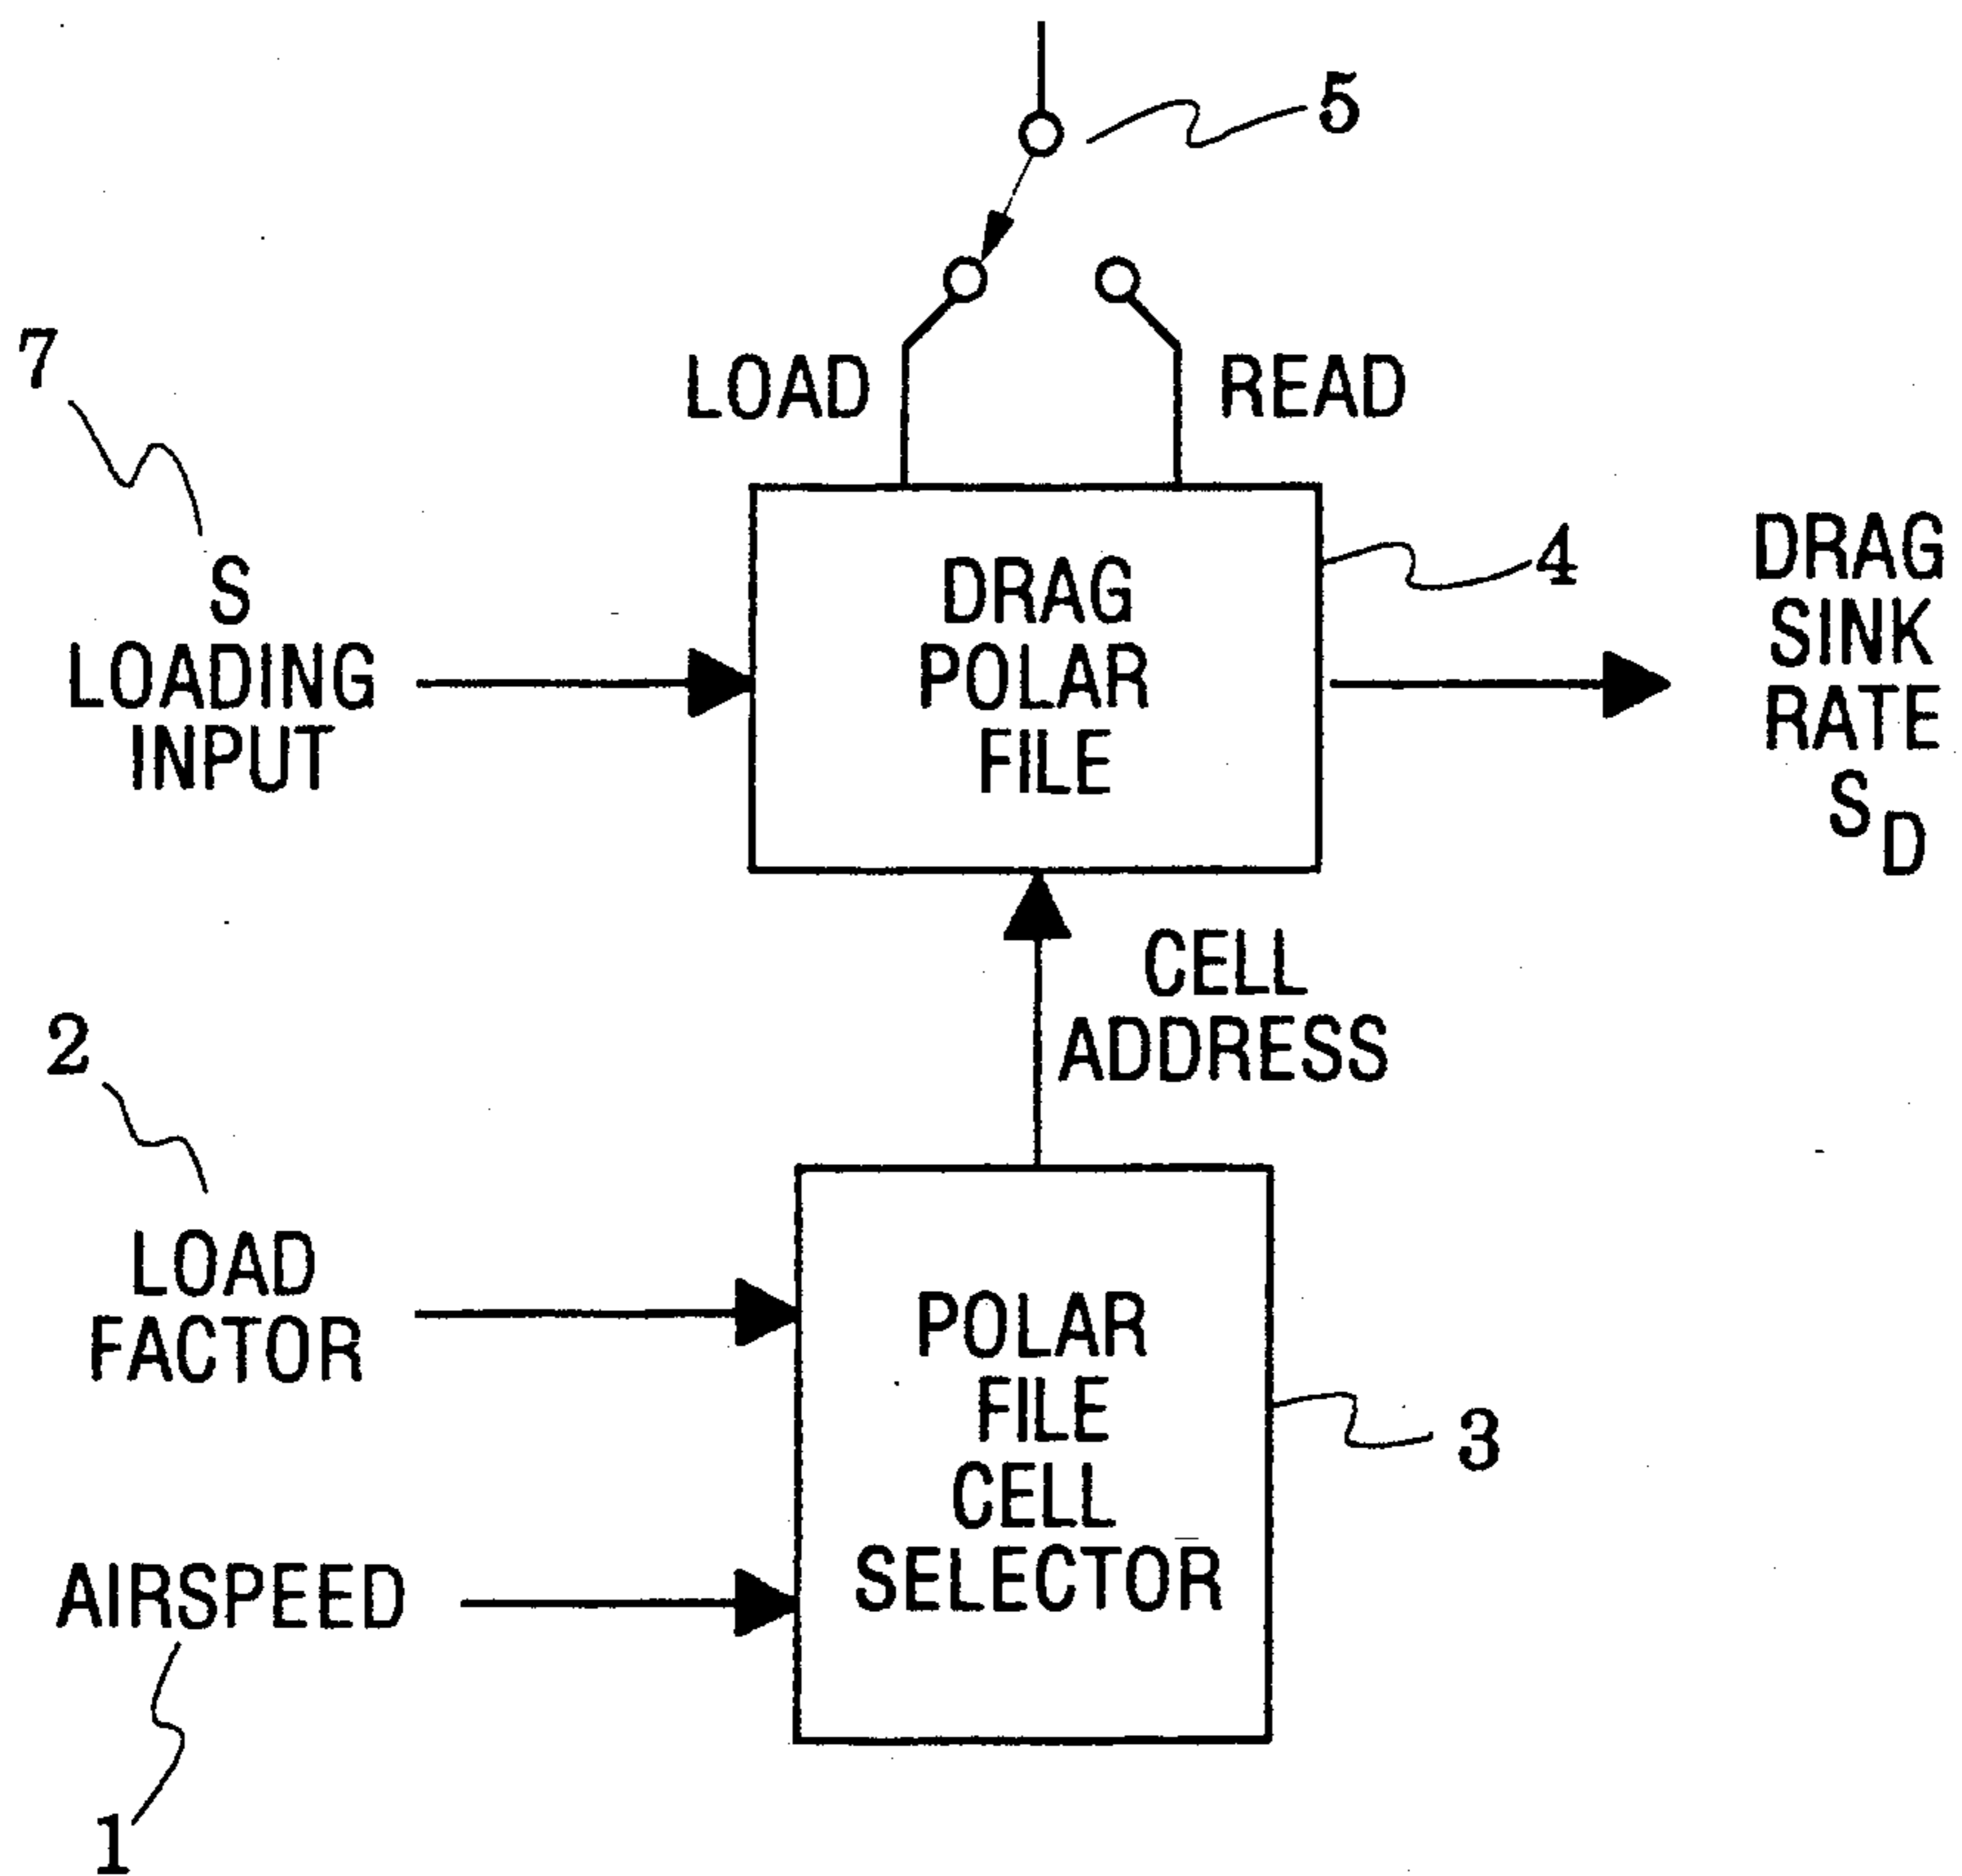 5
LOAD
READ
7
S
LOADING
INPUT
DRAG
POLAR
FILE
4
DRAG
SINK
RATE
S D
CELL
ADDRESS
2
LOAD
FACTOR
POLAR
FILE
CELL
SELECTOR
3
AIRSPEED
1